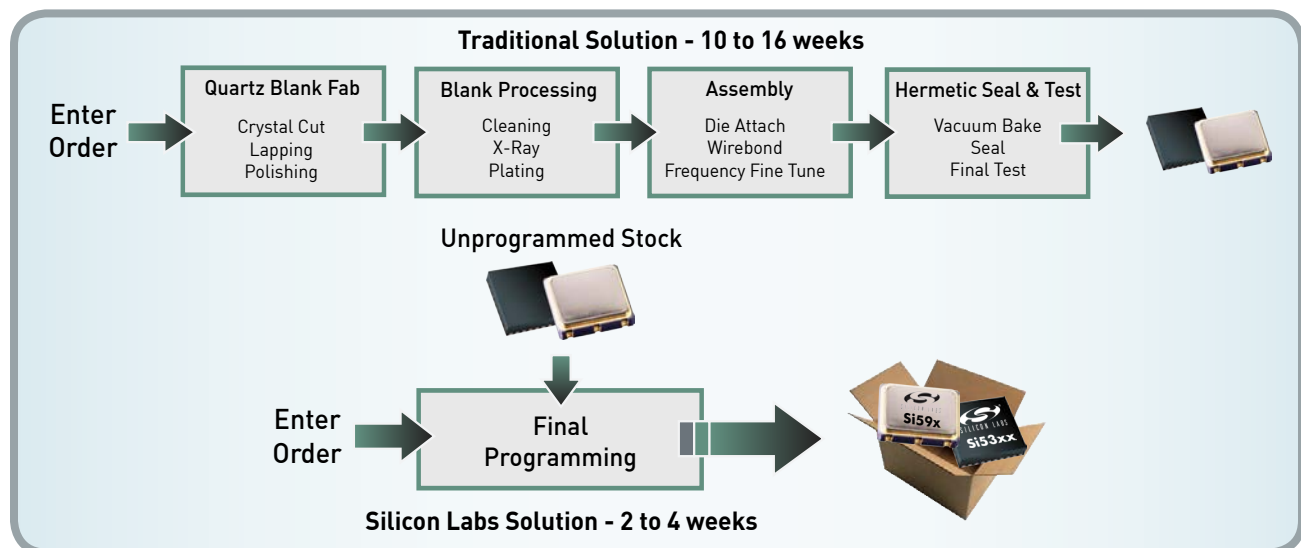 Traditional Solution - 10 to 16 weeks
Enter
Order
Quartz Blank Fab
Crystal Cut
Lapping
Polishing
Blank Processing
Cleaning
X-Ray
Plating
Assembly
Die Attach
Wirebond
Frequency Fine Tune
Hermetic Seal & Test
Vacuum Bake
Seal
Final Test
Unprogrammed Stock
Enter
Order
Final
Programming
SILICON LABS
Si59x
SILICON LABS
Si53xx
Silicon Labs Solution - 2 to 4 weeks